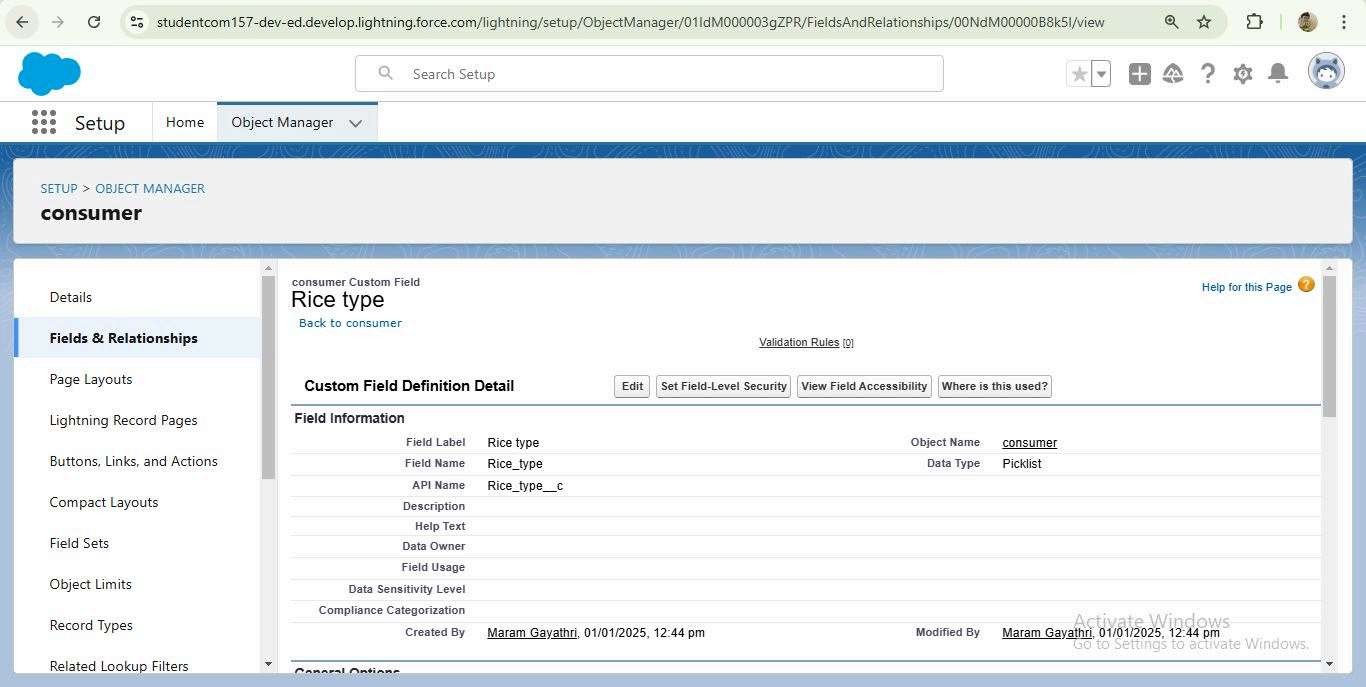 studentcom157-dev-ed.develop.lightning.force.com/lightning/setup/ObjectManager/01IdM000003gZPR/FieldsAndRelationships/00NdM00000B8k5I/view
Search Setup
Setup
Home
Object Manager
SETUP > OBJECT MANAGER
consumer
Details
Fields & Relationships
Page Layouts
Lightning Record Pages
Buttons, Links, and Actions
Compact Layouts
Field Sets
Object Limits
Record Types
Related Lookup Filters
consumer Custom Field
Rice type
Back to consumer
Help for this Page ?
Validation Rules [0]
Custom Field Definition Detail
Edit
Set Field-Level Security
View Field Accessibility
Where is this used?
Field Information
Field Label Rice type Object Name consumer
Field Name Rice_type Data Type Picklist
API Name Rice_type__c
Description
Help Text
Data Owner
Field Usage
Data Sensitivity Level
Compliance Categorization
Created By Maram Gayathri, 01/01/2025, 12:44 pm Modified By Maram Gayathri, 01/01/2025, 12:44 pm
General Options
Activate Windows
Go to Settings to activate Windows.